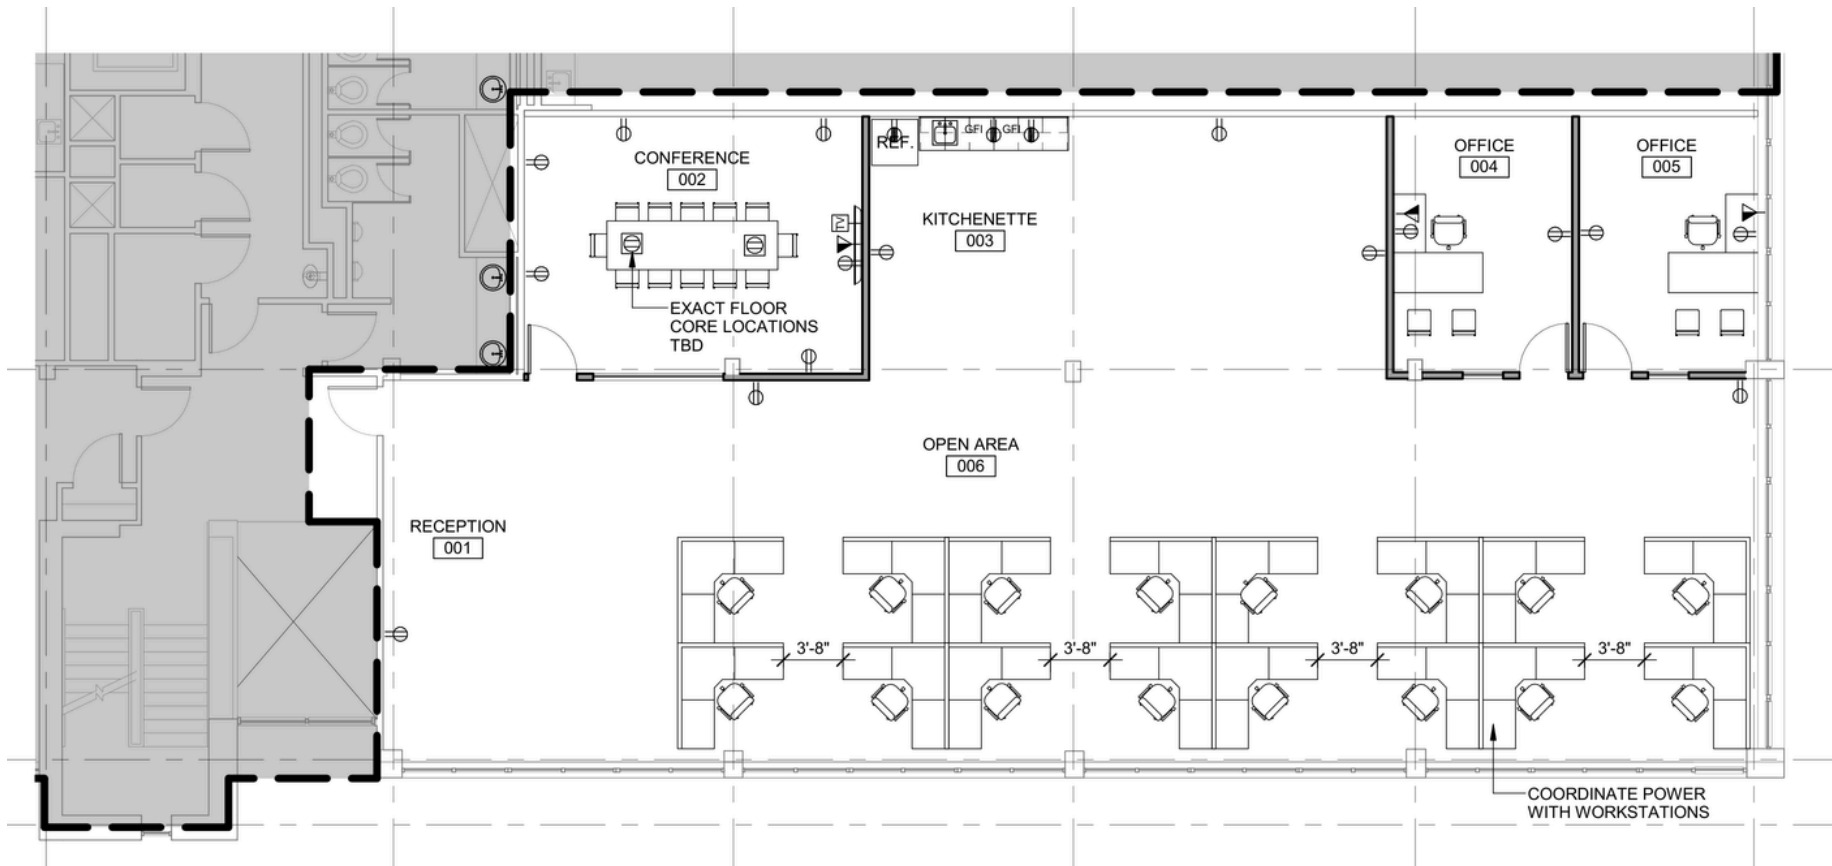 CONFERENCE
002
TV
EXACT FLOOR
CORE LOCATIONS
TBD
REF.
GFI
GFI
KITCHENETTE
003
OFFICE
004
OFFICE
005
OPEN AREA
006
RECEPTION
001
3'-8"
3'-8"
3'-8"
3'-8"
COORDINATE POWER
WITH WORKSTATIONS